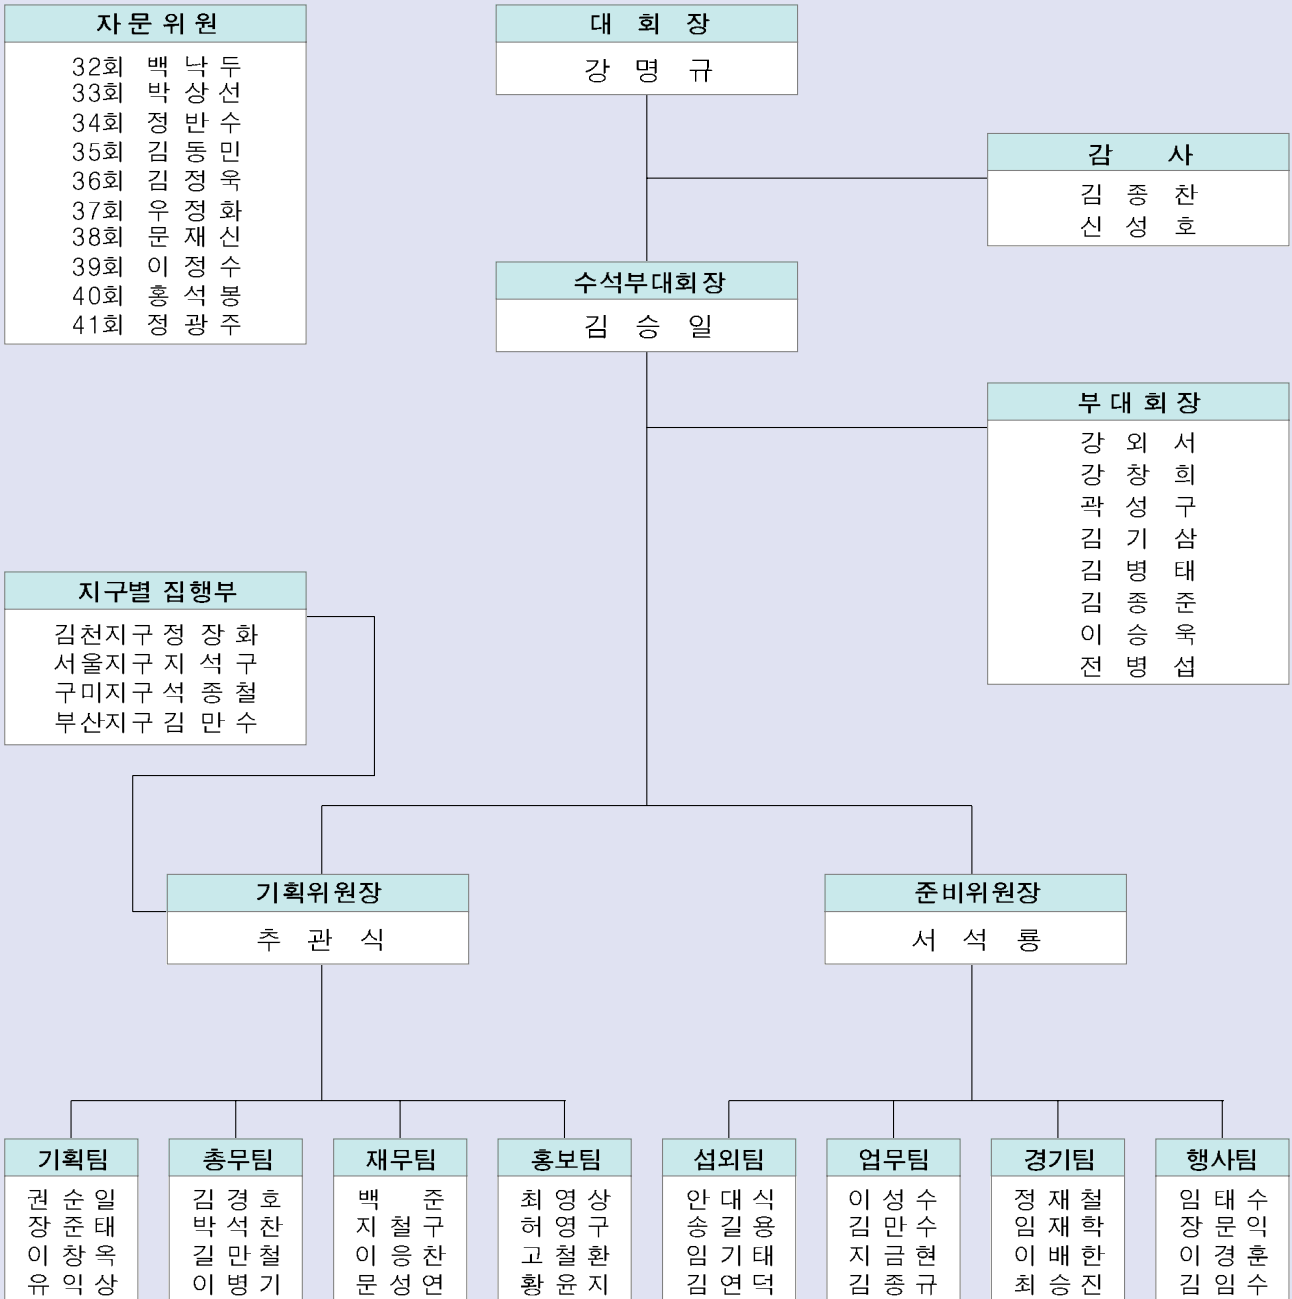 자 문 위 원
32회 백 낙 두
33회 박 상 선
34회 정 반 수
35회 김 동 민
36회 김 정 욱
37회 우 정 화
38회 문 재 신
39회 이 정 수
40회 홍 석 봉
41회 정 광 주
대 회 장
강 명 규
감 사
김 종 찬
신 성 호
수석부대회장
김 승 일
부 대 회 장
강 외 서
강 창 희
곽 성 구
김 기 삼
김 병 태
김 종 준
이 승 욱
전 병 섭
지구별 집행부
김천지구 정 장 화
서울지구 지 석 구
구미지구 석 종 철
부산지구 김 만 수
기획위원장
추 관 식
준비위원장
서 석 룡
기획팀
권 순 일
장 준 태
이 창 옥
유 익 상
총무팀
김 경 호
박 석 찬
길 만 철
이 병 기
재무팀
백 준
지 철 구
이 응 찬
문 성 연
홍보팀
최 영 상
허 영 구
고 철 환
황 윤 지
섭외팀
안 대 식
송 길 용
임 기 태
김 연 덕
업무팀
이 성 수
김 만 수
지 금 현
김 종 규
경기팀
정 재 철
임 재 학
이 배 한
최 승 진
행사팀
임 태 수
장 문 익
이 경 훈
김 임 수